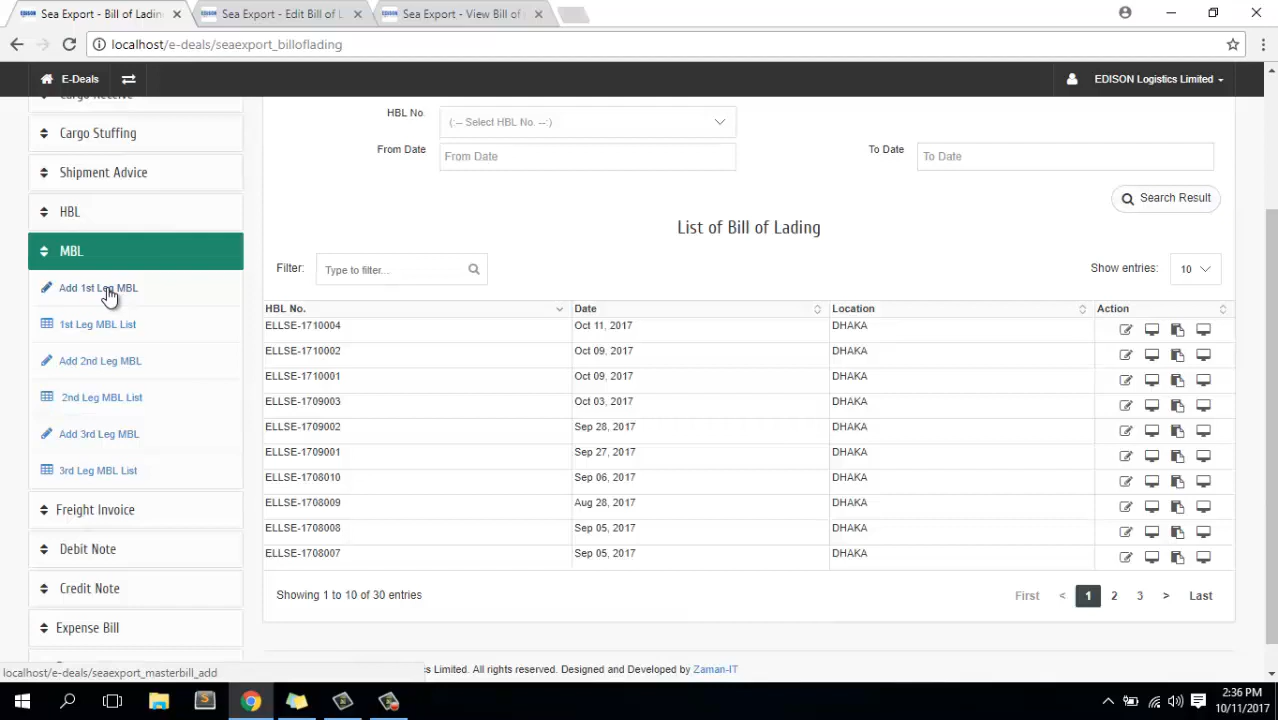 Sea Export - Bill of Ladin
Sea Export - Edit Bill of L
Sea Export - View Bill of
localhost/e-deals/seaexport_billoflading
E-Deals
EDISON Logistics Limited
Cargo Receive
Cargo Stuffing
Shipment Advice
HBL
MBL
Add 1st Leg MBL
1st Leg MBL List
Add 2nd Leg MBL
2nd Leg MBL List
Add 3rd Leg MBL
3rd Leg MBL List
Freight Invoice
Debit Note
Credit Note
Expense Bill
HBL No.
(:-- Select HBL No. --:)
From Date
From Date
To Date
To Date
Search Result
List of Bill of Lading
Filter:
Type to filter...
Show entries:
10
HBL No. Date Location Action
ELLSE-1710004 Oct 11, 2017 DHAKA
ELLSE-1710002 Oct 09, 2017 DHAKA
ELLSE-1710001 Oct 09, 2017 DHAKA
ELLSE-1709003 Oct 03, 2017 DHAKA
ELLSE-1709002 Sep 28, 2017 DHAKA
ELLSE-1709001 Sep 27, 2017 DHAKA
ELLSE-1708010 Sep 06, 2017 DHAKA
ELLSE-1708009 Aug 28, 2017 DHAKA
ELLSE-1708008 Sep 05, 2017 DHAKA
ELLSE-1708007 Sep 05, 2017 DHAKA
Showing 1 to 10 of 30 entries
First < 1 2 3 > Last
cs Limited. All rights reserved. Designed and Developed by Zaman-IT
localhost/e-deals/seaexport_masterbill_add
2:36 PM
10/11/2017